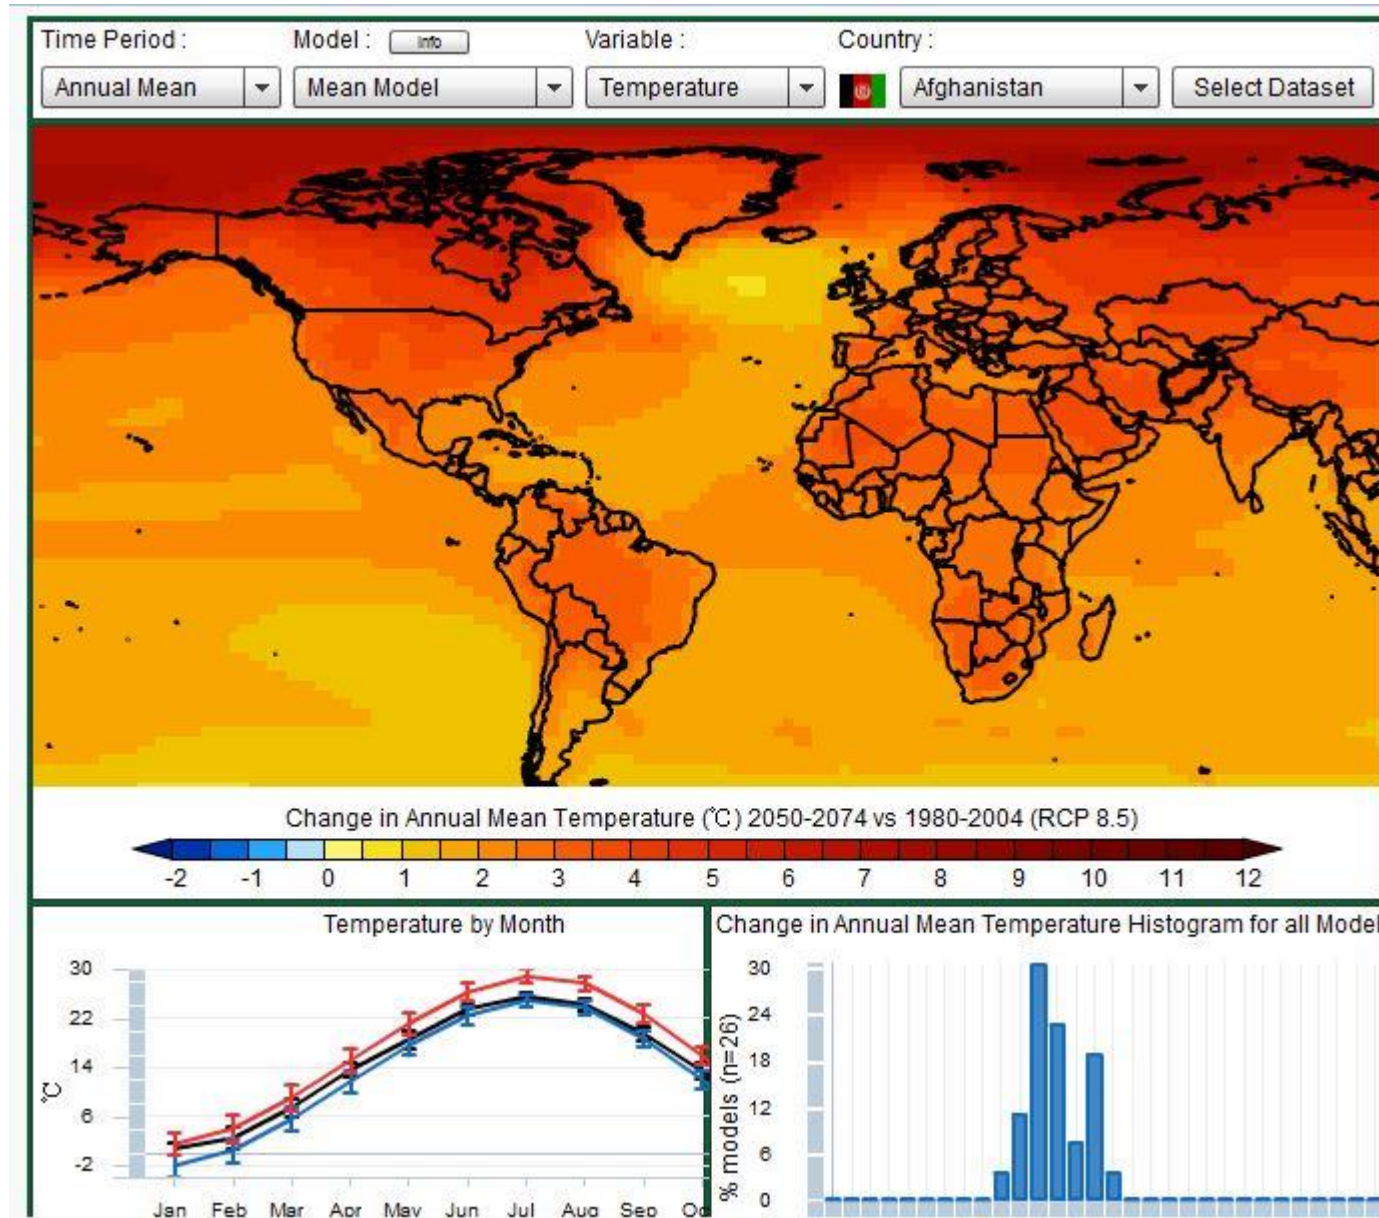 Time Period :
Model :
Info
Variable :
Country :
Annual Mean
Mean Model
Temperature
Afghanistan
Select Dataset
Change in Annual Mean Temperature (℃) 2050-2074 vs 1980-2004 (RCP 8.5)
-2 -1 0 1 2 3 4 5 6 7 8 9 10 11 12
Temperature by Month
30
22
14
6
-2
℃
Jan Feb Mar Apr May Jun Jul Aug Sep Oc
Change in Annual Mean Temperature Histogram for all Model
30
24
18
12
6
0
% models (n=26)